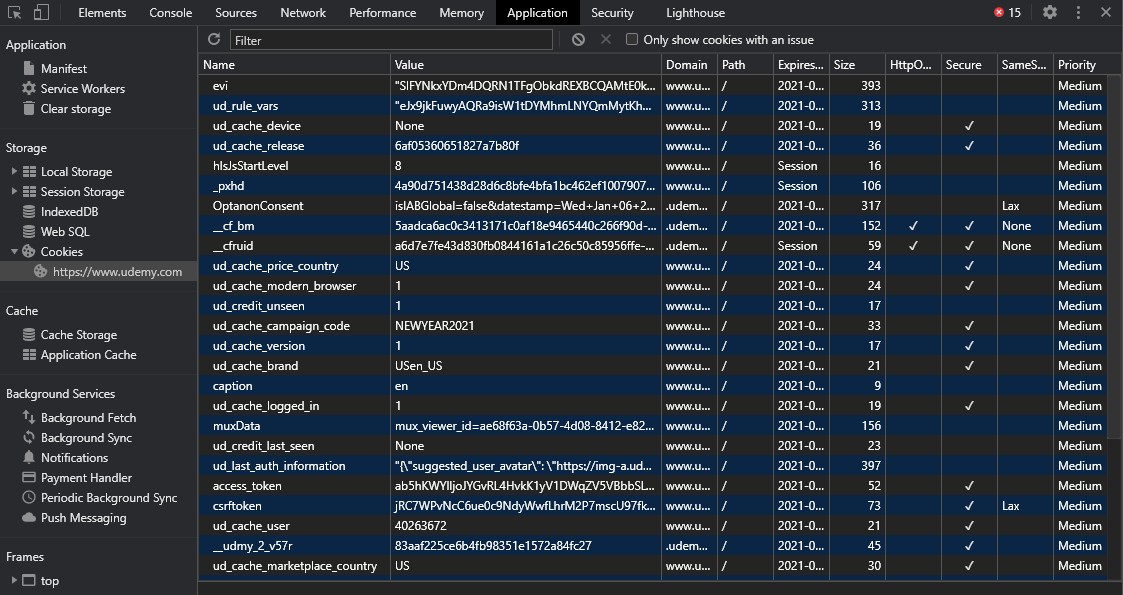 Elements Console Sources Network Performance Memory Application Security Lighthouse 15
Application
Manifest
Service Workers
Clear storage
Storage
Local Storage
Session Storage
IndexedDB
Web SQL
Cookies
https://www.udemy.com
Cache
Cache Storage
Application Cache
Background Services
Background Fetch
Background Sync
Notifications
Payment Handler
Periodic Background Sync
Push Messaging
Frames
top
Filter Only show cookies with an issue
Name Value Domain Path Expires... Size HttpO... Secure SameS... Priority
evi www.u... / 2021-0... 393 Medium
ud_rule_vars www.u... / 2021-0... 313 Medium
ud_cache_device None www.u... / 2021-0... 19 ✓ Medium
ud_cache_release 6af05360651827a7b80f www.u... / 2021-0... 36 ✓ Medium
hlsJsStartLevel 8 www.u... / Session 16 Medium
_pxhd 4a90d751438d28d6c8bfe4bfa1bc462ef1007907... www.u... / Session 106 Medium
OptanonConsent isIABGlobal=false&datestamp=Wed+Jan+06+2... .udem... / 2021-0... 317 Lax Medium
__cf_bm 5aadca6ac0c3413171c0af18e9465440c266f90d-... .udem... / 2021-0... 152 ✓ ✓ None Medium
__cfruid a6d7e7fe43d830fb0844161a1c26c50c85956ffe-... .udem... / Session 59 ✓ ✓ None Medium
ud_cache_price_country US www.u... / 2021-0... 24 ✓ Medium
ud_cache_modern_browser 1 www.u... / 2021-0... 24 ✓ Medium
ud_credit_unseen 1 www.u... / 2021-0... 17 Medium
ud_cache_campaign_code NEWYEAR2021 www.u... / 2021-0... 33 ✓ Medium
ud_cache_version 1 www.u... / 2021-0... 17 ✓ Medium
ud_cache_brand USen_US www.u... / 2021-0... 21 ✓ Medium
caption en www.u... / 2021-0... 9 Medium
ud_cache_logged_in 1 www.u... / 2021-0... 19 ✓ Medium
muxData mux_viewer_id=ae68f63a-0b57-4d08-8412-e82... www.u... / 2021-0... 156 Medium
ud_credit_last_seen None www.u... / 2021-0... 23 Medium
ud_last_auth_information "{\"suggested_user_avatar\": \"https://img-a.ud... www.u... / 2021-0... 397 Medium
access_token www.u... / 2021-0... 52 ✓ Medium
csrftoken www.u... / 2021-0... 73 ✓ Lax Medium
ud_cache_user 40263672 www.u... / 2021-0... 21 ✓ Medium
__udmy_2_v57r 83aaf225ce6b4fb98351e1572a84fc27 .udem... / 2021-0... 45 ✓ Medium
ud_cache_marketplace_country US www.u... / 2021-0... 30 ✓ Medium